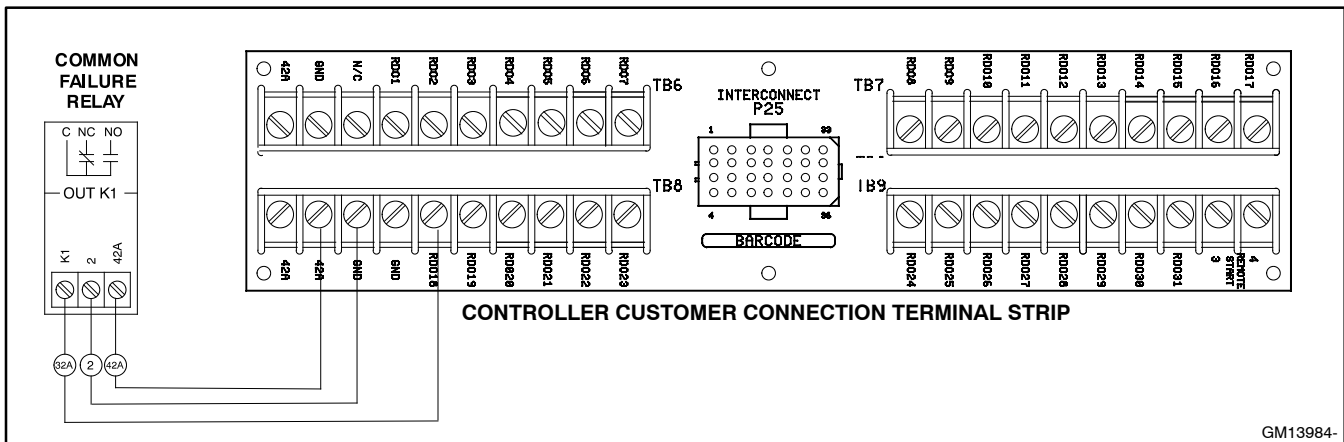 COMMON
FAILURE
RELAY
C NC NO
OUT K1
K1 2 42A
32A 2 42A
42A GND N/C RDO1 RDO2 RDO3 RDO4 RDO5 RDO6 RDO7
TB6
INTERCONNECT
P25
1 33
4 36
BARCODE
TB7
RDO8 RDO9 RDO10 RDO11 RDO12 RDO13 RDO14 RDO15 RDO16 RDO17
TB8
42A 42A GND GND RDO18 RDO19 RDO20 RDO21 RDO22 RDO23
TB9
RDO24 RDO25 RDO26 RDO27 RDO28 RDO29 RDO30 RDO31 3 REMOTE START 4
CONTROLLER CUSTOMER CONNECTION TERMINAL STRIP
GM13984-